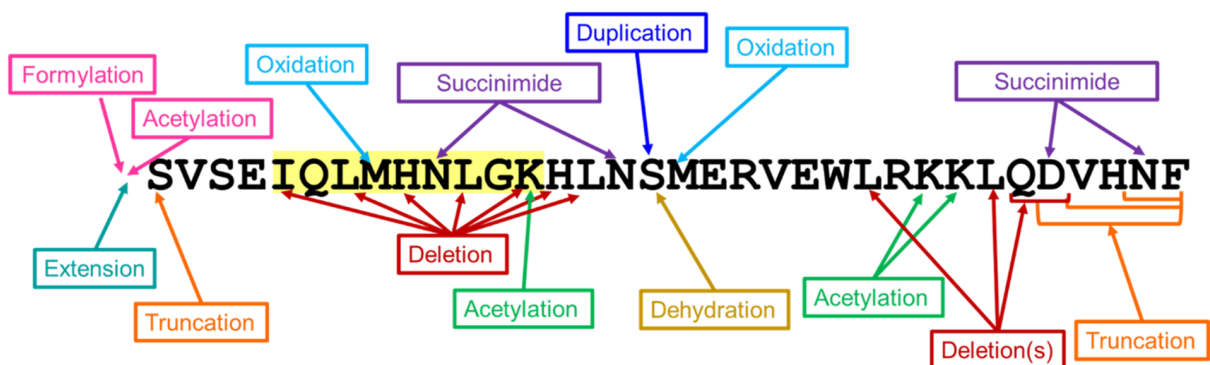 Duplication
Oxidation
Formylation
Oxidation
Succinimide
Succinimide
Acetylation
SVSEIQLMHNLGKHLNSMERVEWLRKKLQDVHNF
Deletion
Extension
Acetylation
Dehydration
Acetylation
Truncation
Deletion(s)
Truncation